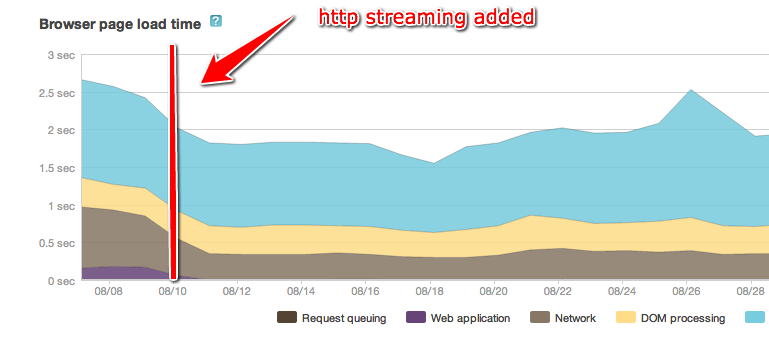 Browser page load time ?
http streaming added
3 sec
2.5 sec
2 sec
1.5 sec
1 sec
0.5 sec
0 sec
08/08 08/10 08/12 08/14 08/16 08/18 08/20 08/22 08/24 08/26 08/28
Request queuing Web application Network DOM processing